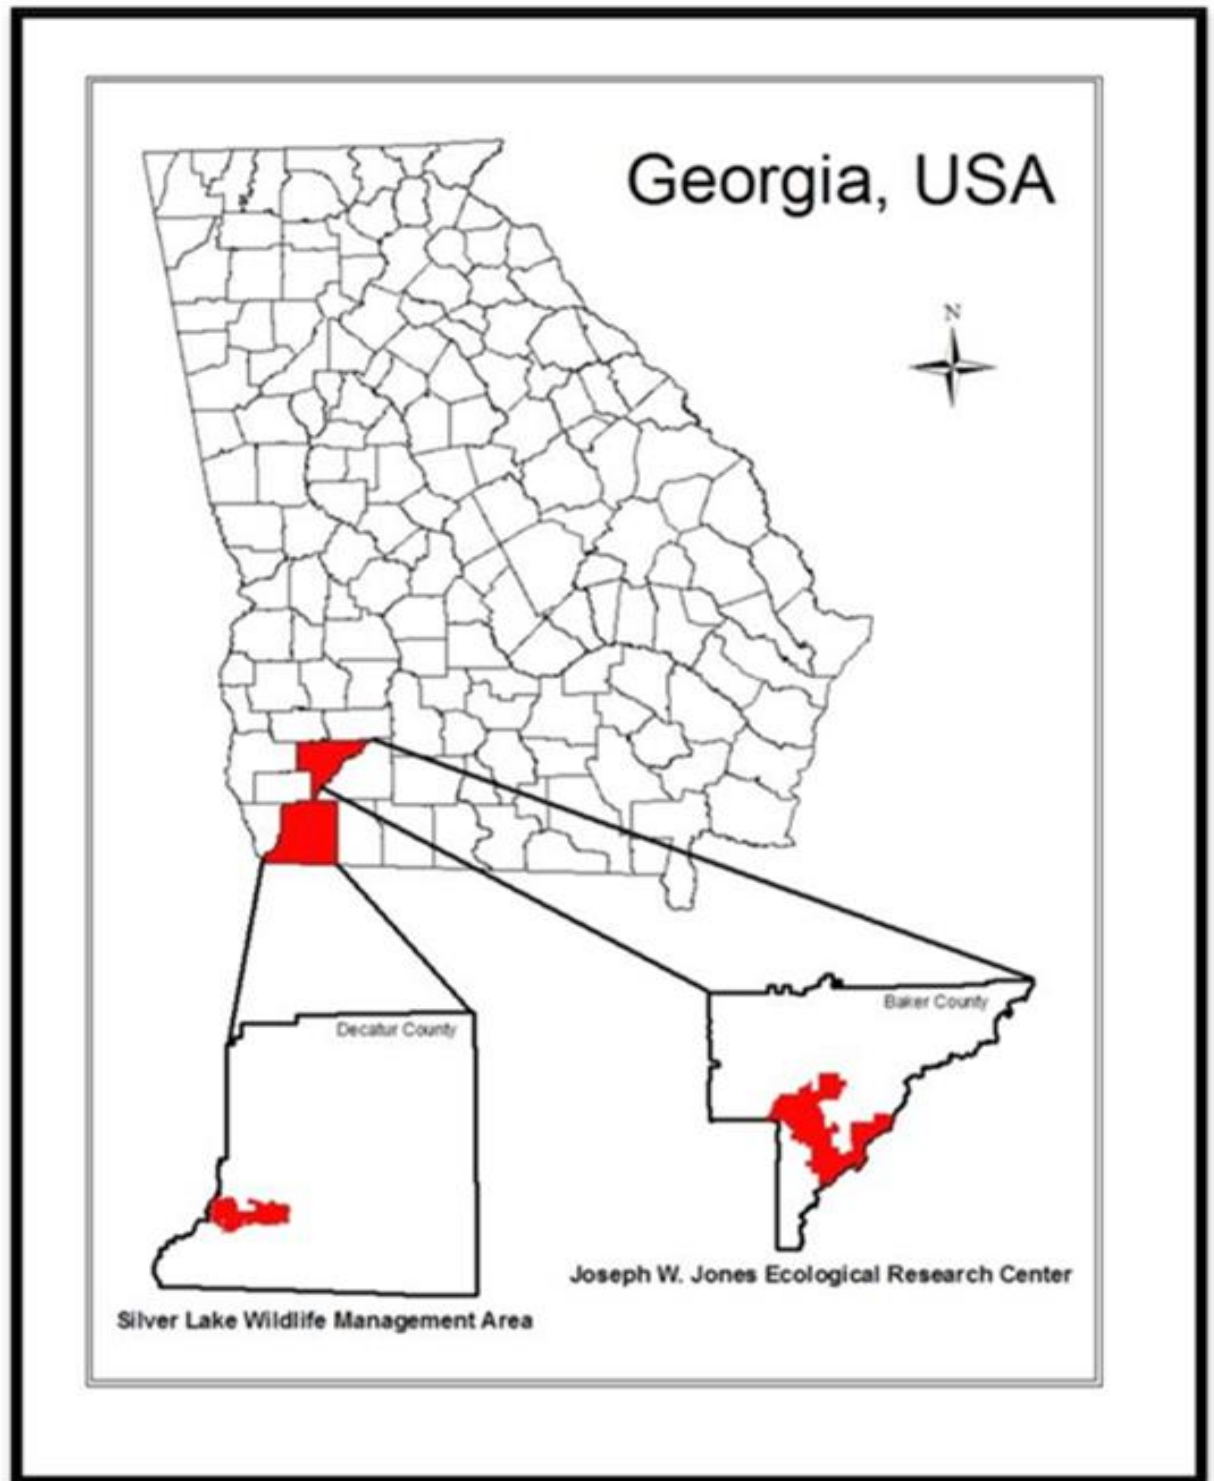 Georgia, USA
N
Decatur County
Baker County
Joseph W. Jones Ecological Research Center
Silver Lake Wildlife Management Area